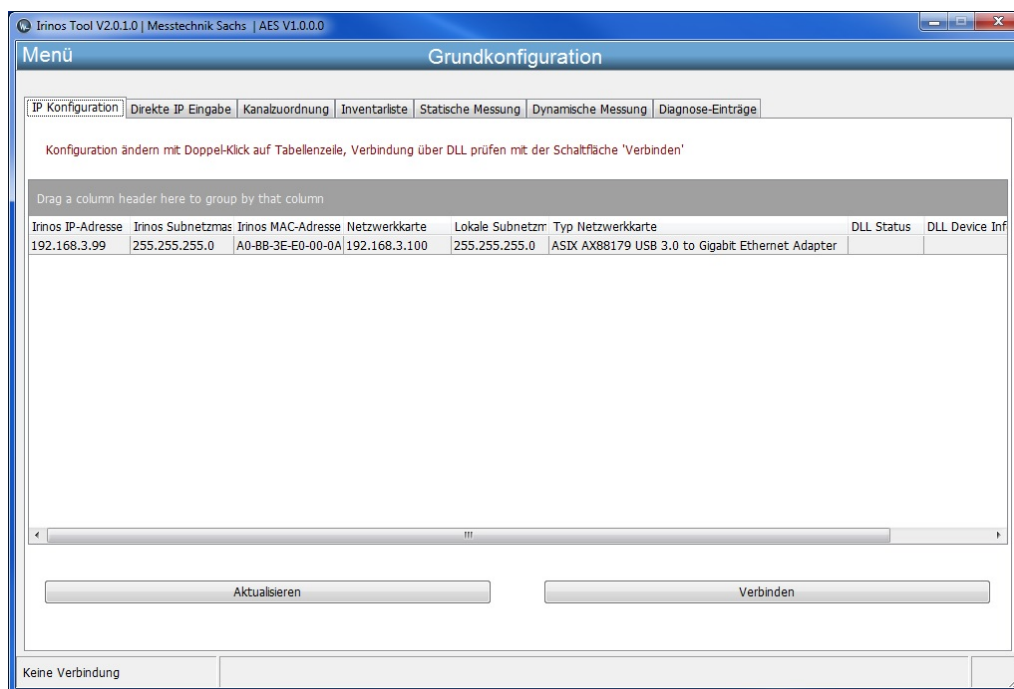 Irinos Tool V2.0.1.0 | Messtechnik Sachs | AES V1.0.0.0
Menü Grundkonfiguration
IP Konfiguration Direkte IP Eingabe Kanalzuordnung Inventarliste Statische Messung Dynamische Messung Diagnose-Einträge
Konfiguration ändern mit Doppel-Klick auf Tabellenzeile, Verbindung über DLL prüfen mit der Schaltfläche 'Verbinden'
Drag a column header here to group by that column
Irinos IP-Adresse Irinos Subnetzmas Irinos MAC-Adresse Netzwerkkarte Lokale Subnetzm Typ Netzwerkkarte DLL Status DLL Device Inf
192.168.3.99 255.255.255.0 A0-BB-3E-E0-00-0A 192.168.3.100 255.255.255.0 ASIX AX88179 USB 3.0 to Gigabit Ethernet Adapter
Aktualisieren Verbinden
Keine Verbindung